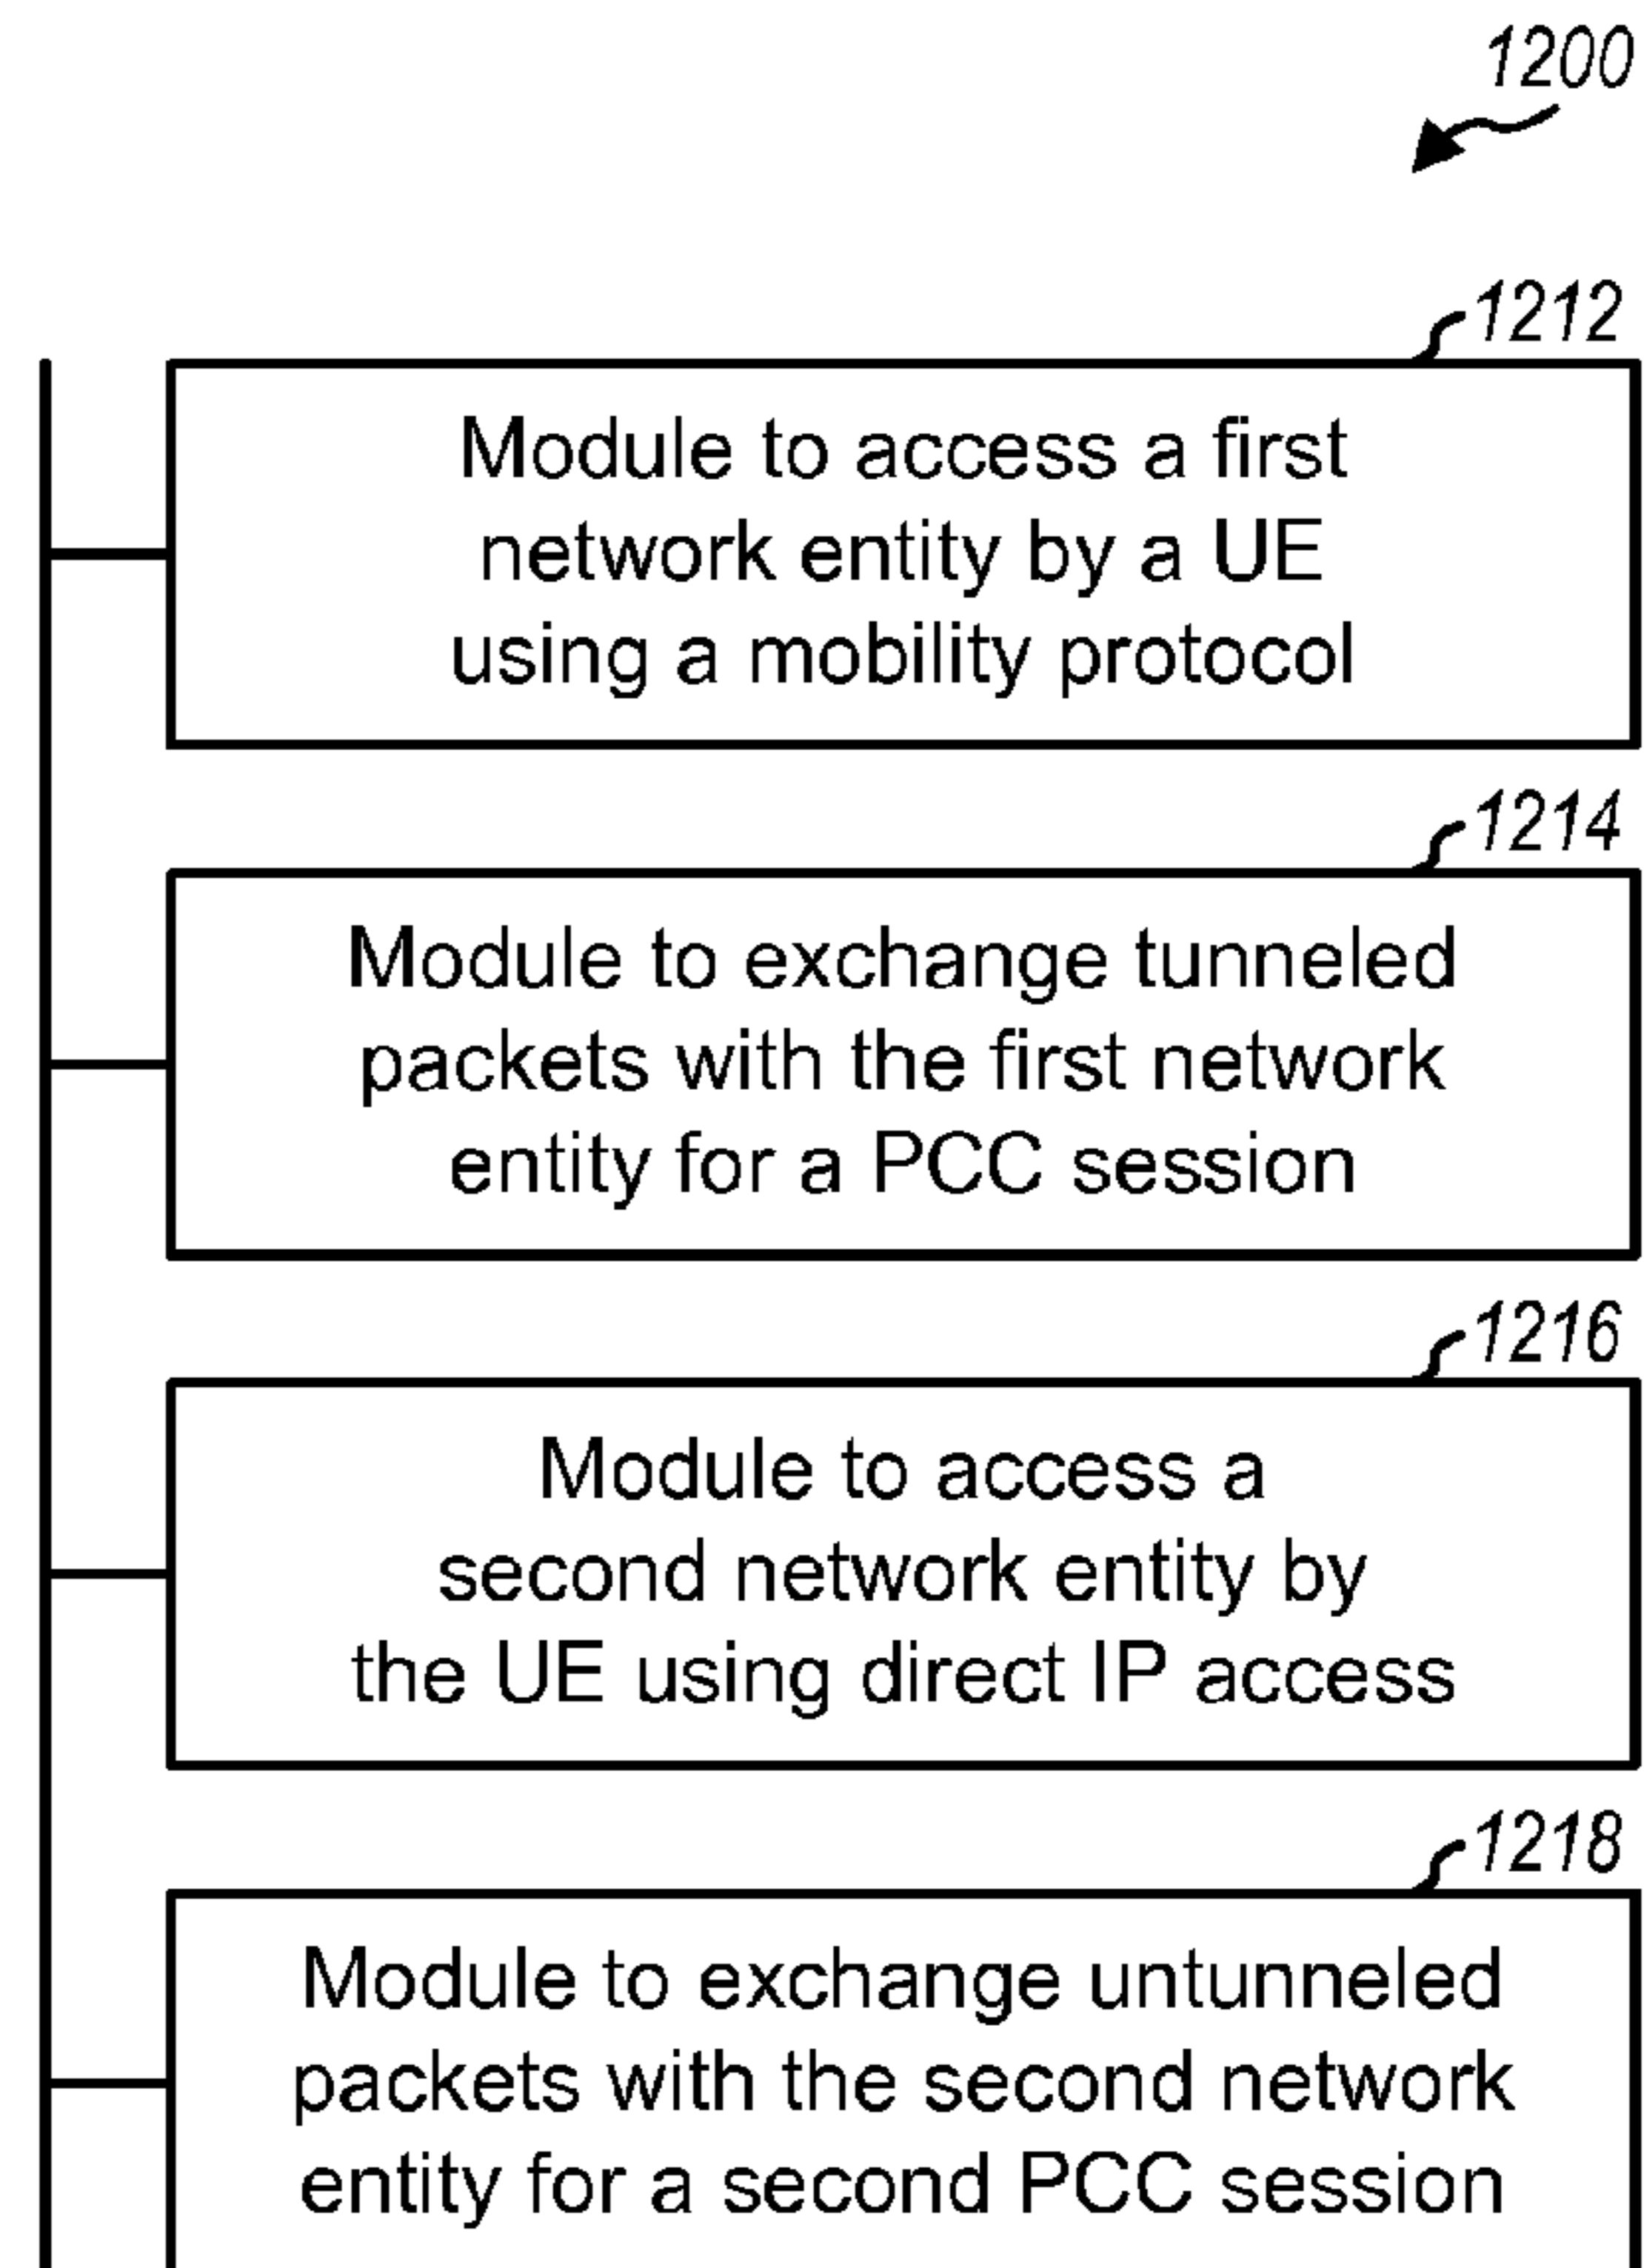 1200
1212
Module to access a first
network entity by a UE
using a mobility protocol
1214
Module to exchange tunneled
packets with the first network
entity for a PCC session
1216
Module to access a
second network entity by
the UE using direct IP access
1218
Module to exchange untunneled
packets with the second network
entity for a second PCC session